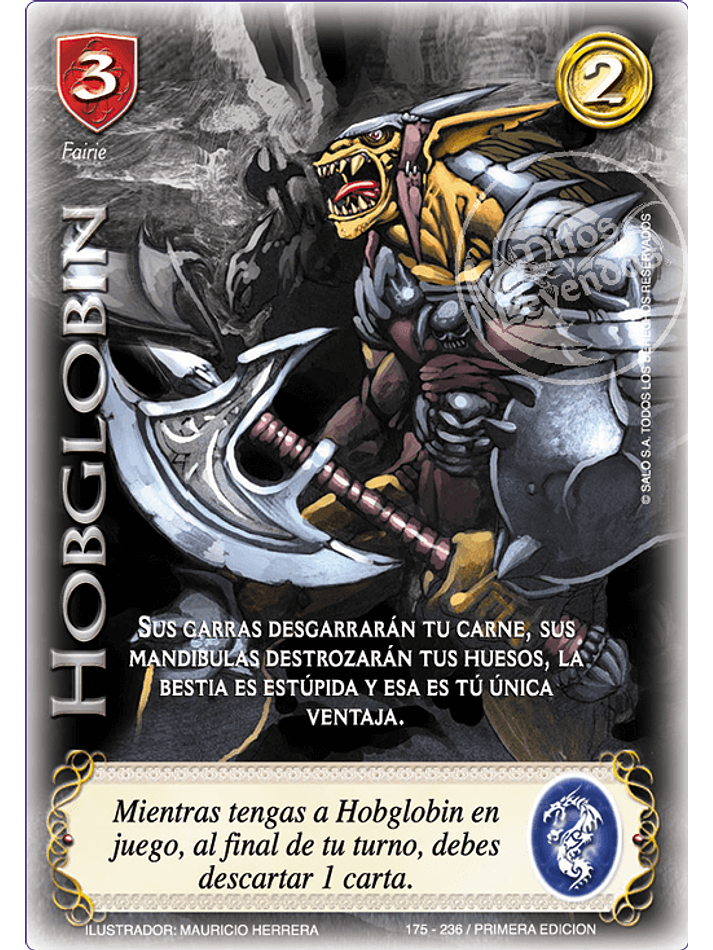 3
2
Fairie
HOBGLOBIN
Mitos
y
Leyendas
© SALO S.A. TODOS LOS DERECHOS RESERVADOS
SUS GARRAS DESGARRARÁN TU CARNE, SUS
MANDIBULAS DESTROZARÁN TUS HUESOS, LA
BESTIA ES ESTÚPIDA Y ESA ES TÚ ÚNICA
VENTAJA.
Mientras tengas a Hobglobin en
juego, al final de tu turno, debes
descartar 1 carta.
ILUSTRADOR: MAURICIO HERRERA
175 - 236 / PRIMERA EDICION